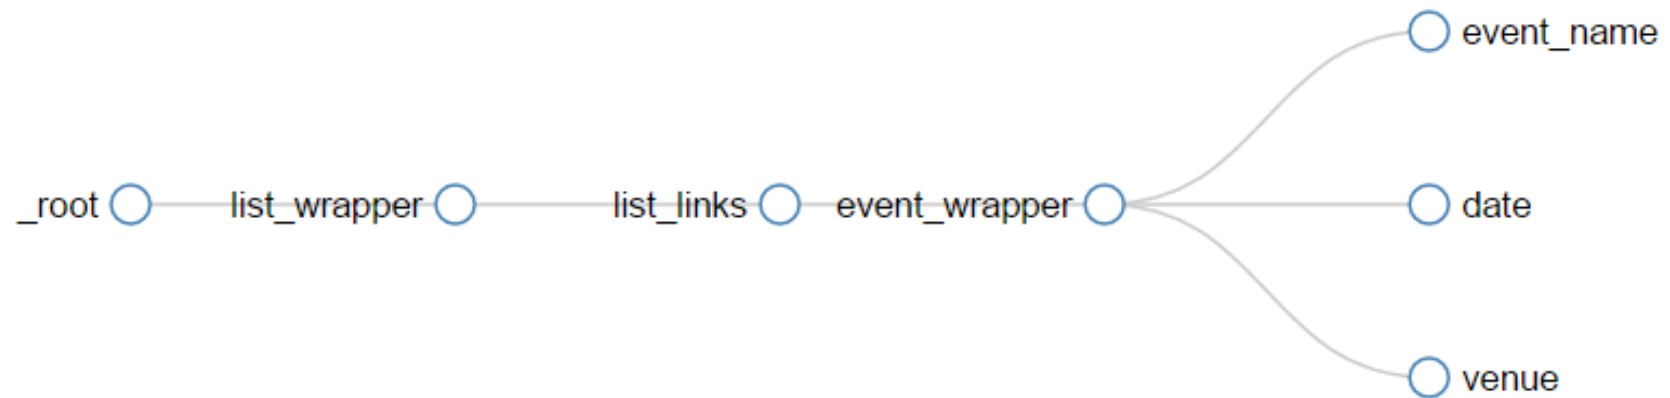 event_name
_root list_wrapper list_links event_wrapper date
venue